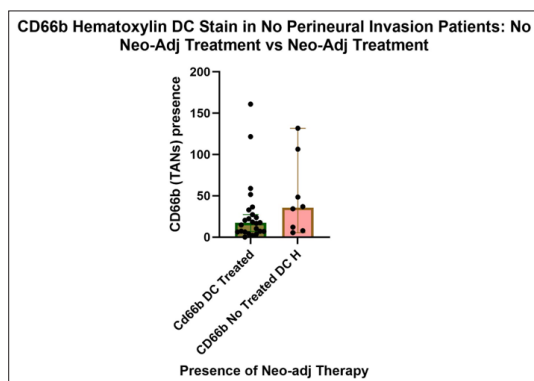 CD66b Hematoxylin DC Stain in No Perineural Invasion Patients: No
Neo-Adj Treatment vs Neo-Adj Treatment
200
150
100
50
0
CD66b (TANs) presence
Cd66b DC Treated
CD66b No Treated DC H
Presence of Neo-adj Therapy